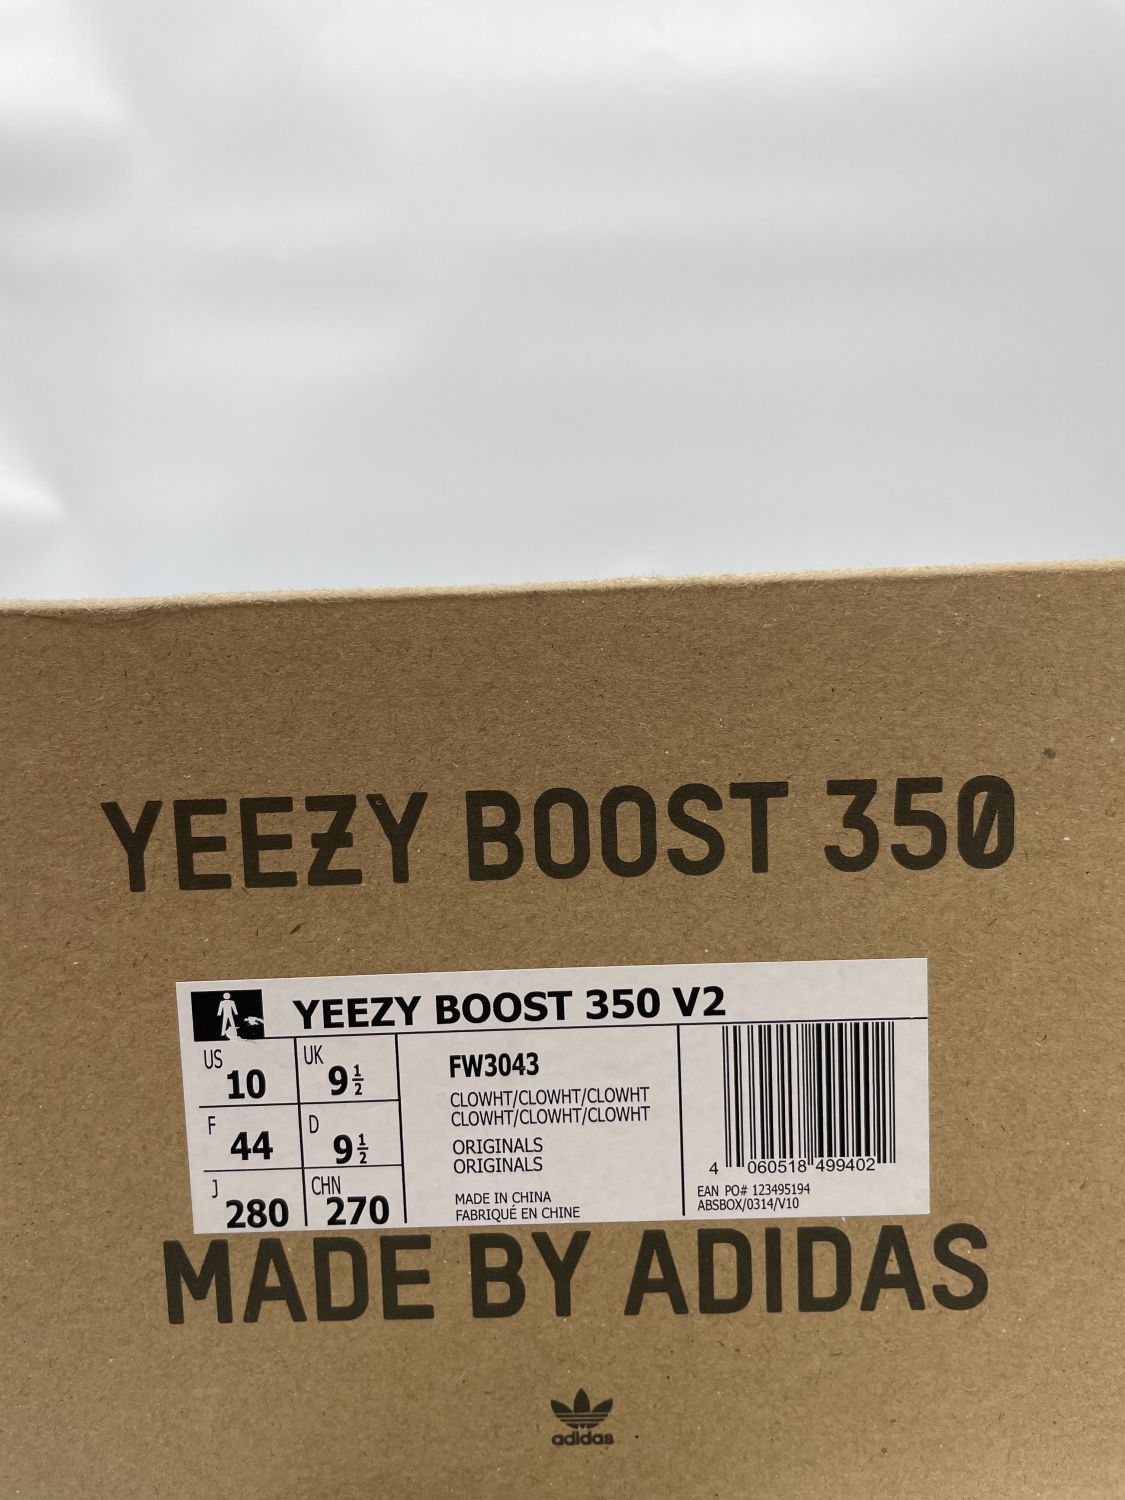 YEEZY BOOST 350
YEEZY BOOST 350 V2
US 10
UK 9 1/2
F 44
D 9 1/2
J 280
CHN 270
FW3043
CLOWHT/CLOWHT/CLOWHT
CLOWHT/CLOWHT/CLOWHT
ORIGINALS
ORIGINALS
MADE IN CHINA
FABRIQUÉ EN CHINE
4 060518 499402
EAN PO# 123495194
ABSBOX/0314/V10
MADE BY ADIDAS
adidas